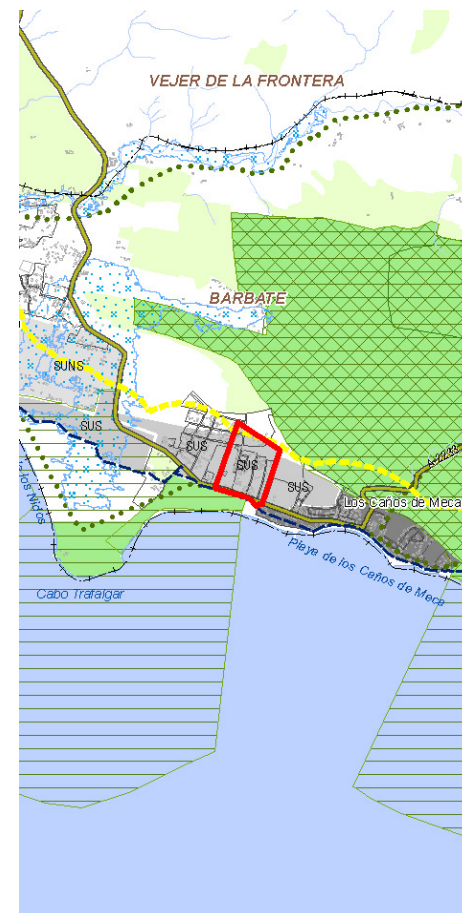 VEJER DE LA FRONTERA
BARBATE
SUNS
SUS
SUS
SUS
SUS
Los Caños de Meca
Playa de los Caños de Meca
Cabo Trafalgar